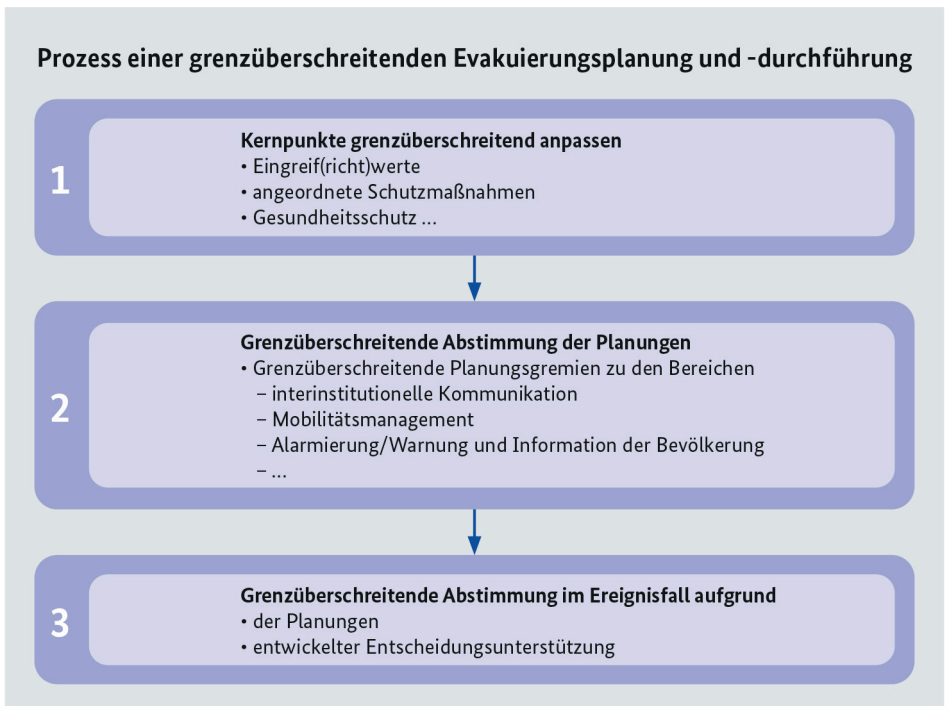 Prozess einer grenzüberschreitenden Evakuierungsplanung und -durchführung
1
Kernpunkte grenzüberschreitend anpassen
• Eingreif(richt)werte
• angeordnete Schutzmaßnahmen
• Gesundheitsschutz ...
2
Grenzüberschreitende Abstimmung der Planungen
• Grenzüberschreitende Planungsgremien zu den Bereichen
– interinstitutionelle Kommunikation
– Mobilitätsmanagement
– Alarmierung/Warnung und Information der Bevölkerung
– ...
3
Grenzüberschreitende Abstimmung im Ereignisfall aufgrund
• der Planungen
• entwickelter Entscheidungsunterstützung